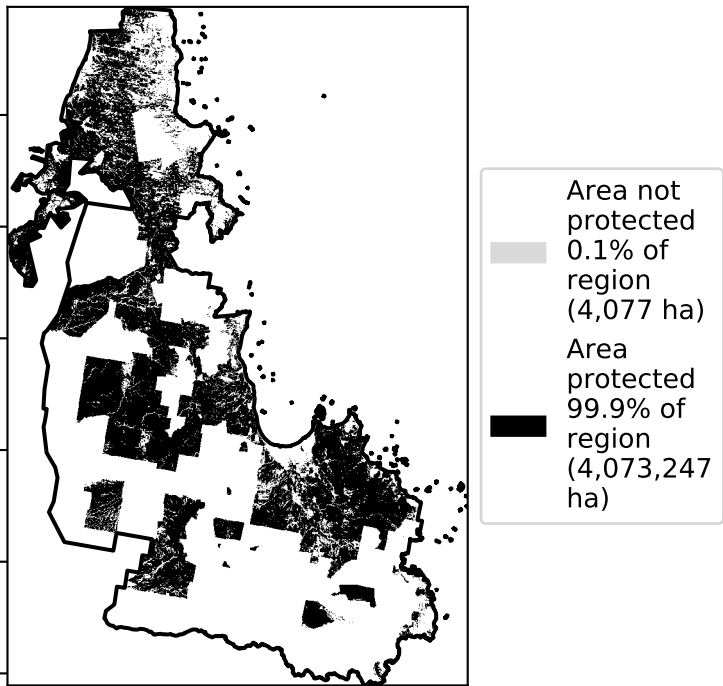 Area not
protected
0.1% of
region
(4,077 ha)
Area
protected
99.9% of
region
(4,073,247
ha)